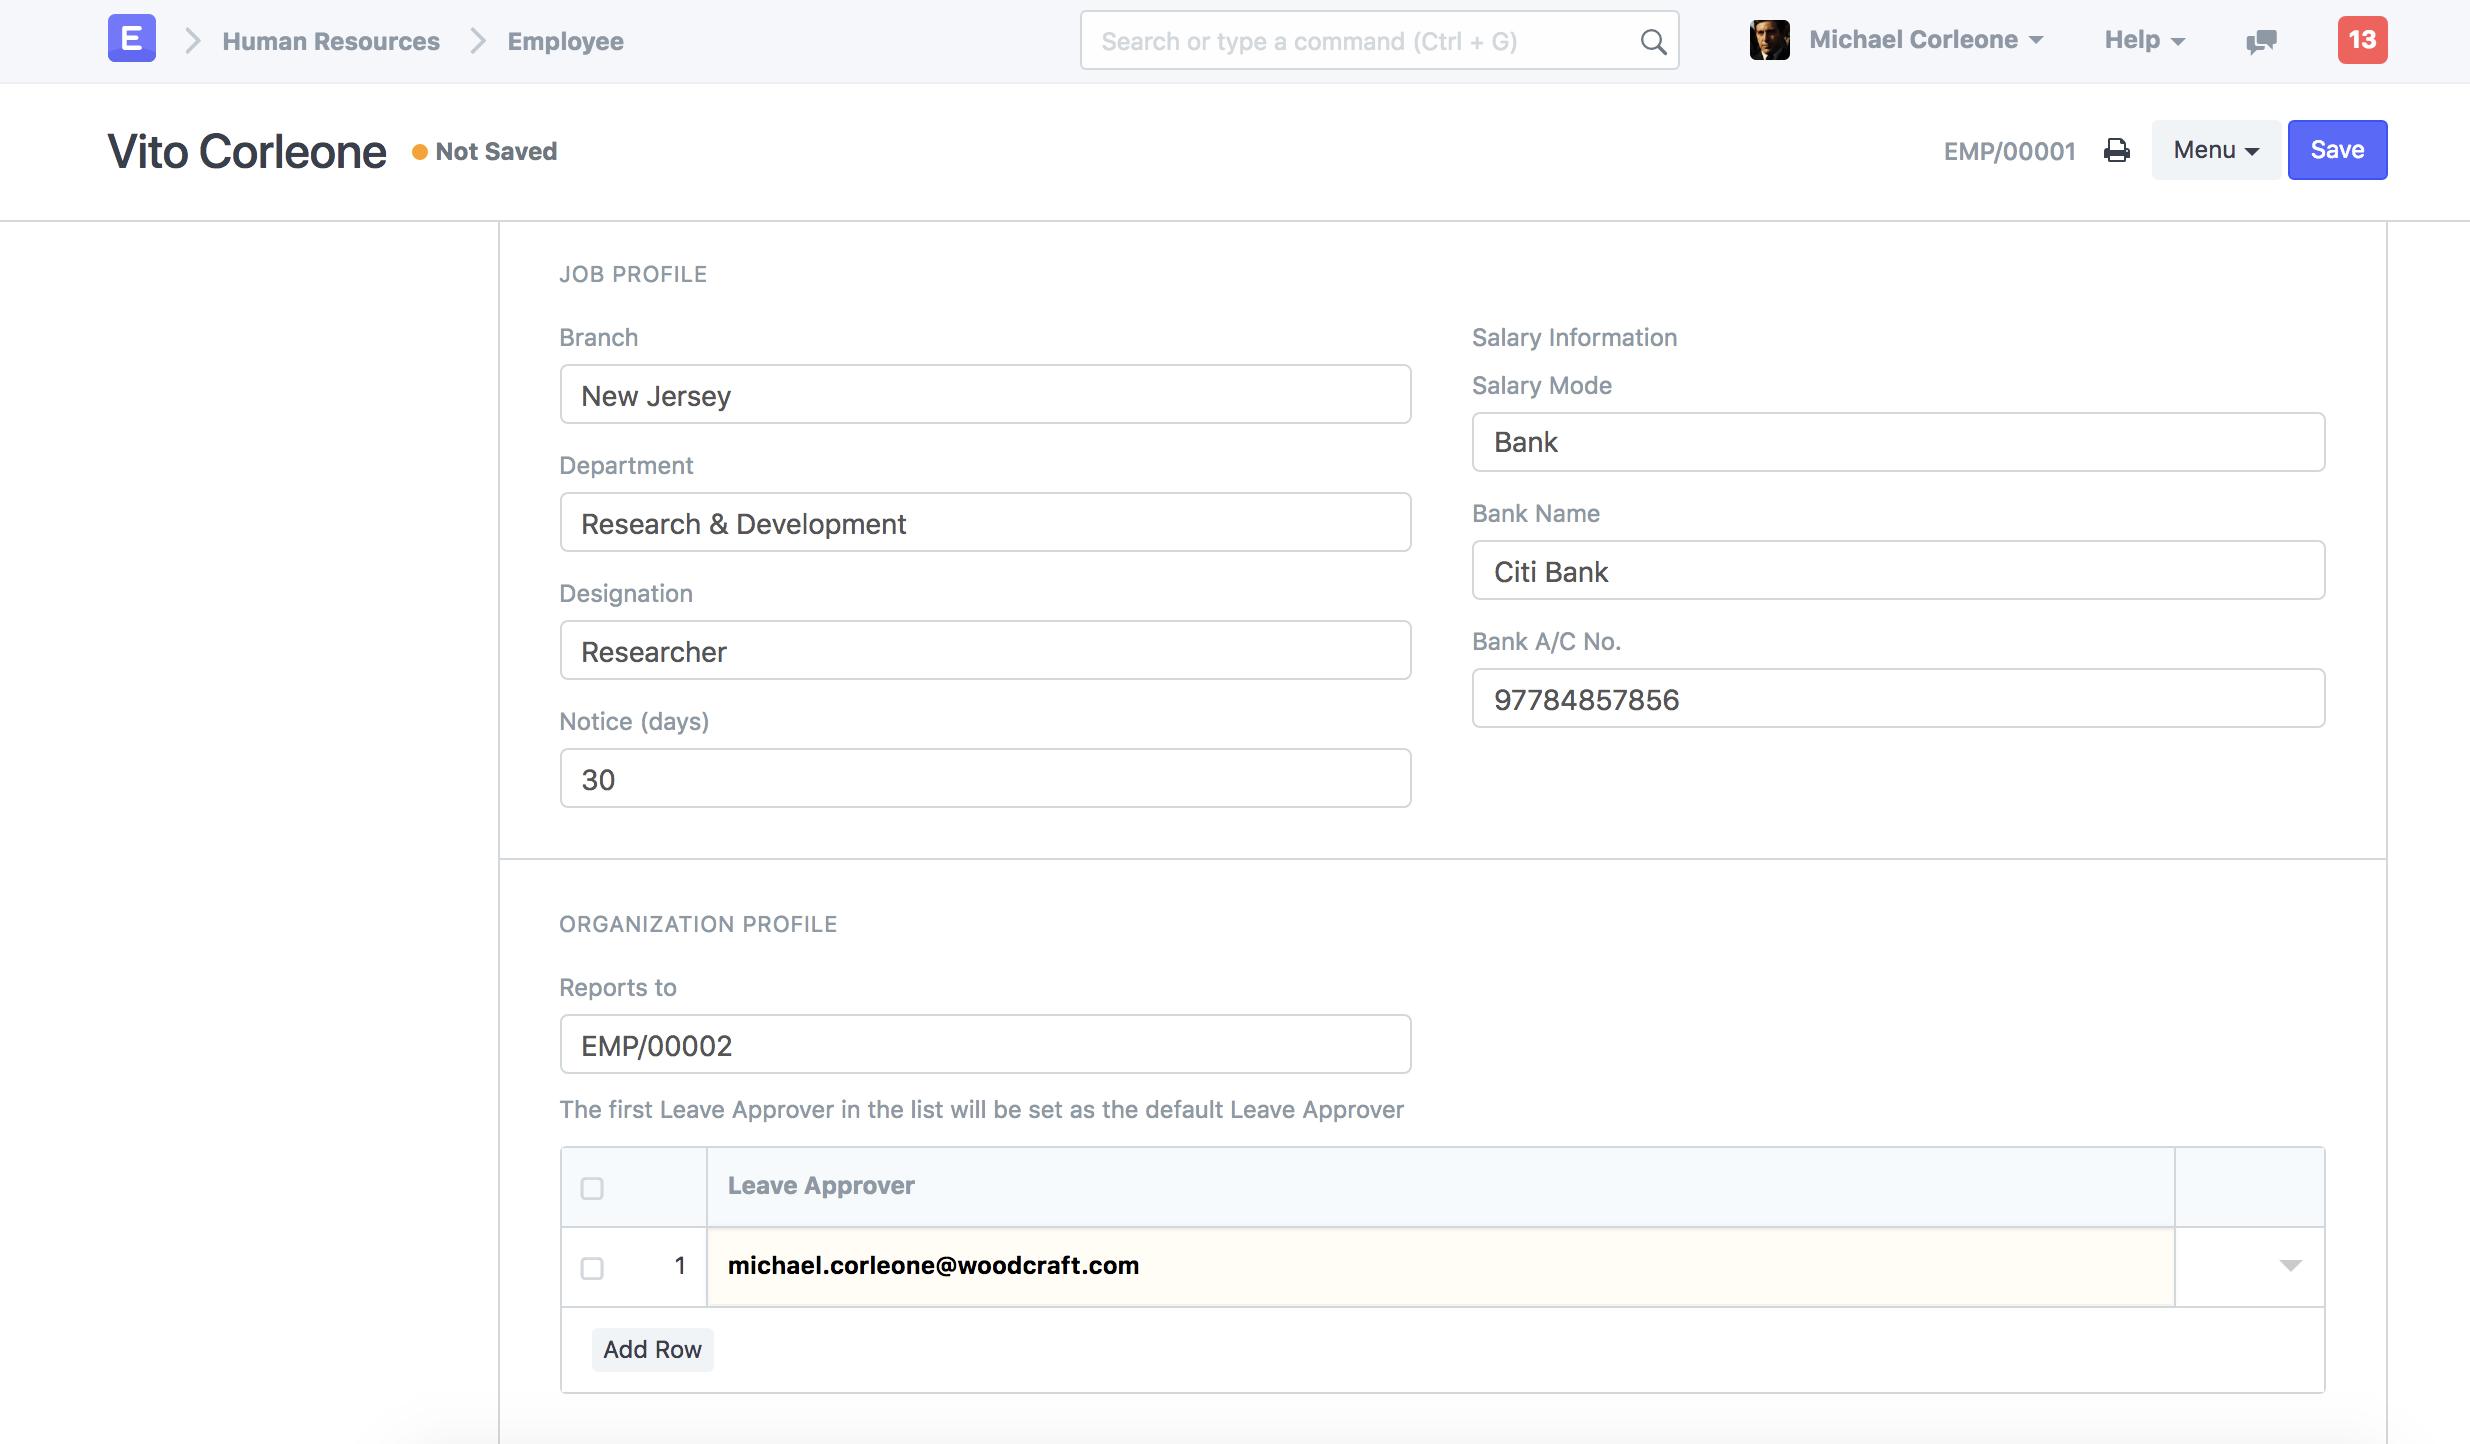 E
Human Resources
Employee
Search or type a command (Ctrl + G)
Michael Corleone
Help
13
Vito Corleone
Not Saved
EMP/00001
Menu
Save
JOB PROFILE
Branch
New Jersey
Department
Research & Development
Designation
Researcher
Notice (days)
30
Salary Information
Salary Mode
Bank
Bank Name
Citi Bank
Bank A/C No.
97784857856
ORGANIZATION PROFILE
Reports to
EMP/00002
The first Leave Approver in the list will be set as the default Leave Approver
Leave Approver
1 michael.corleone@woodcraft.com
Add Row